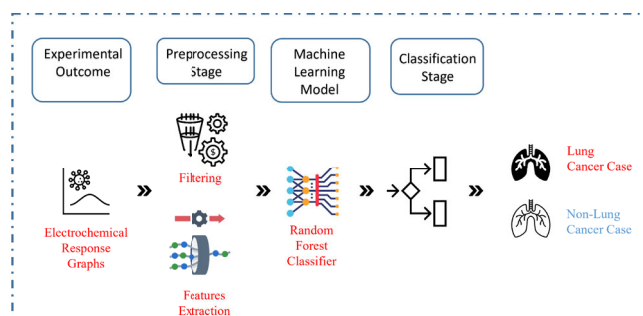 Experimental
Outcome
Preprocessing
Stage
Machine
Learning
Model
Classification
Stage
$
Filtering
Electrochemical
Response
Graphs
Features
Extraction
Random
Forest
Classifier
Lung
Cancer Case
Non-Lung
Cancer Case